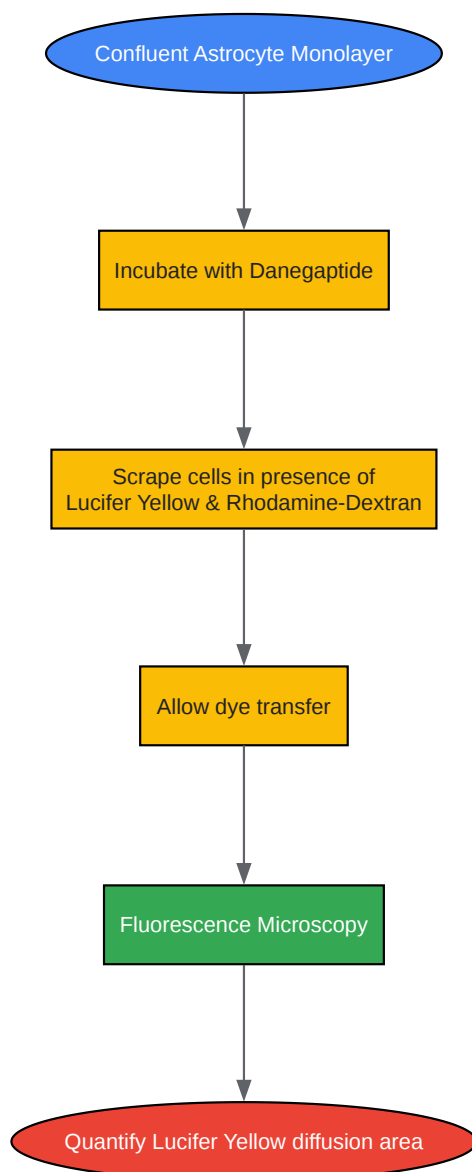 Confluent Astrocyte Monolayer
Incubate with Danegaptide
Scrape cells in presence of
Lucifer Yellow & Rhodamine-Dextran
Allow dye transfer
Fluorescence Microscopy
Quantify Lucifer Yellow diffusion area